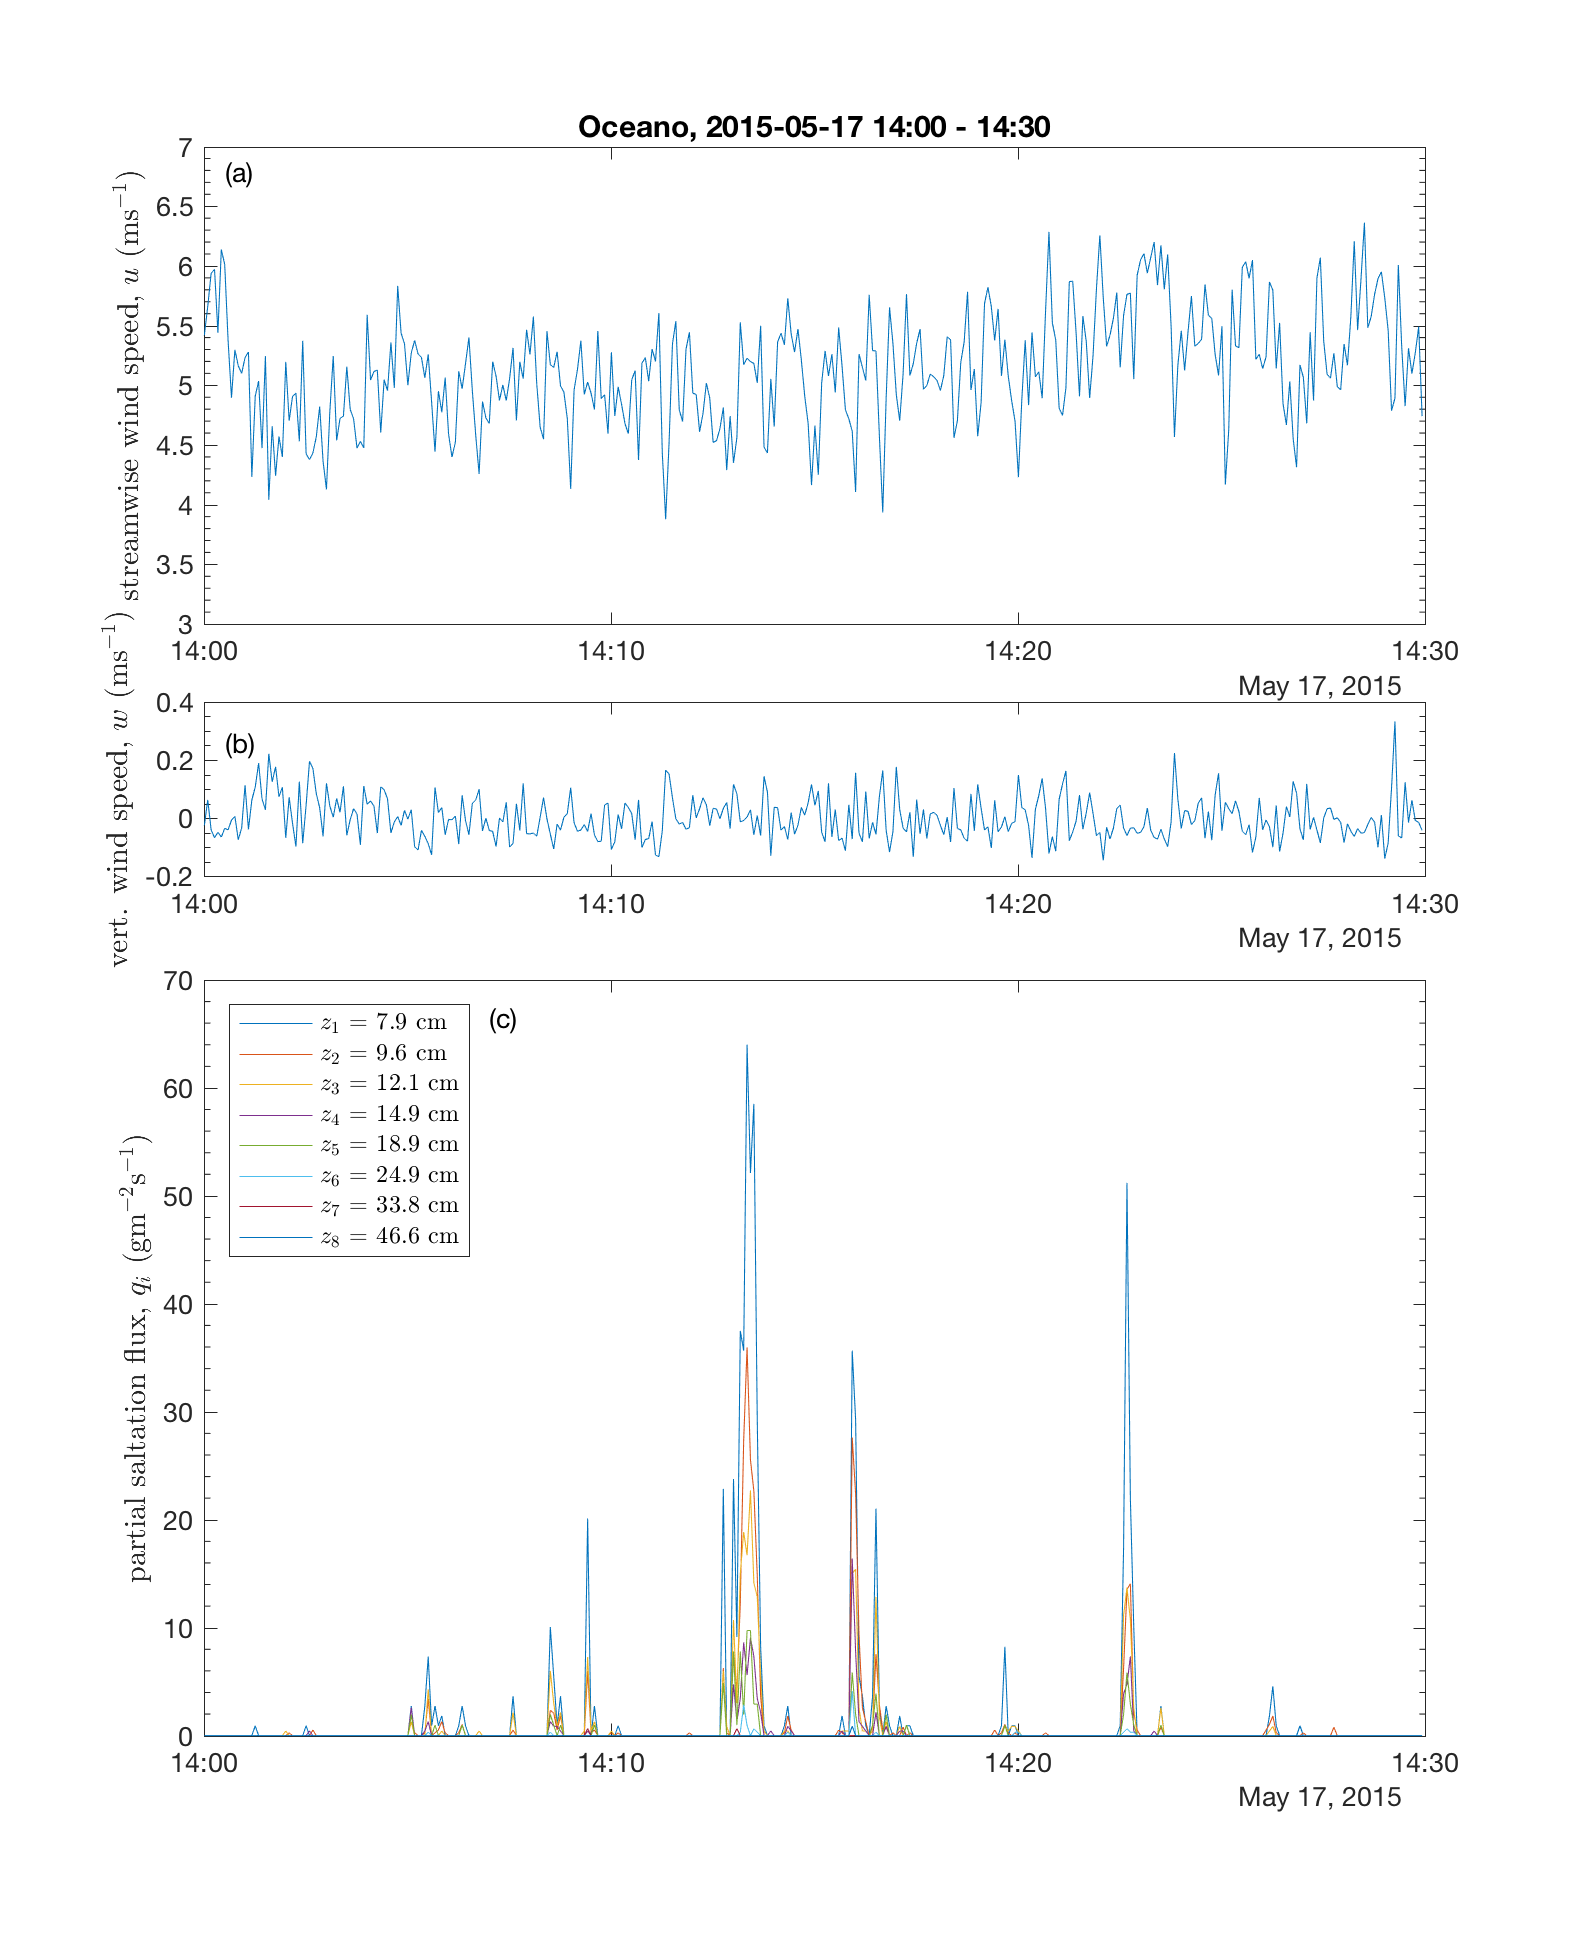 Oceano, 2015-05-17 14:00 - 14:30
(a)
streamwise wind speed, u (ms⁻¹)
7
6.5
6
5.5
5
4.5
4
3.5
3
14:00 14:10 14:20 14:30
May 17, 2015
(b)
vert. wind speed, w (ms⁻¹)
0.4
0.2
0
-0.2
14:00 14:10 14:20 14:30
May 17, 2015
(c)
partial saltation flux, qᵢ (gm⁻²s⁻¹)
70
60
50
40
30
20
10
0
z₁ = 7.9 cm
z₂ = 9.6 cm
z₃ = 12.1 cm
z₄ = 14.9 cm
z₅ = 18.9 cm
z₆ = 24.9 cm
z₇ = 33.8 cm
z₈ = 46.6 cm
14:00 14:10 14:20 14:30
May 17, 2015